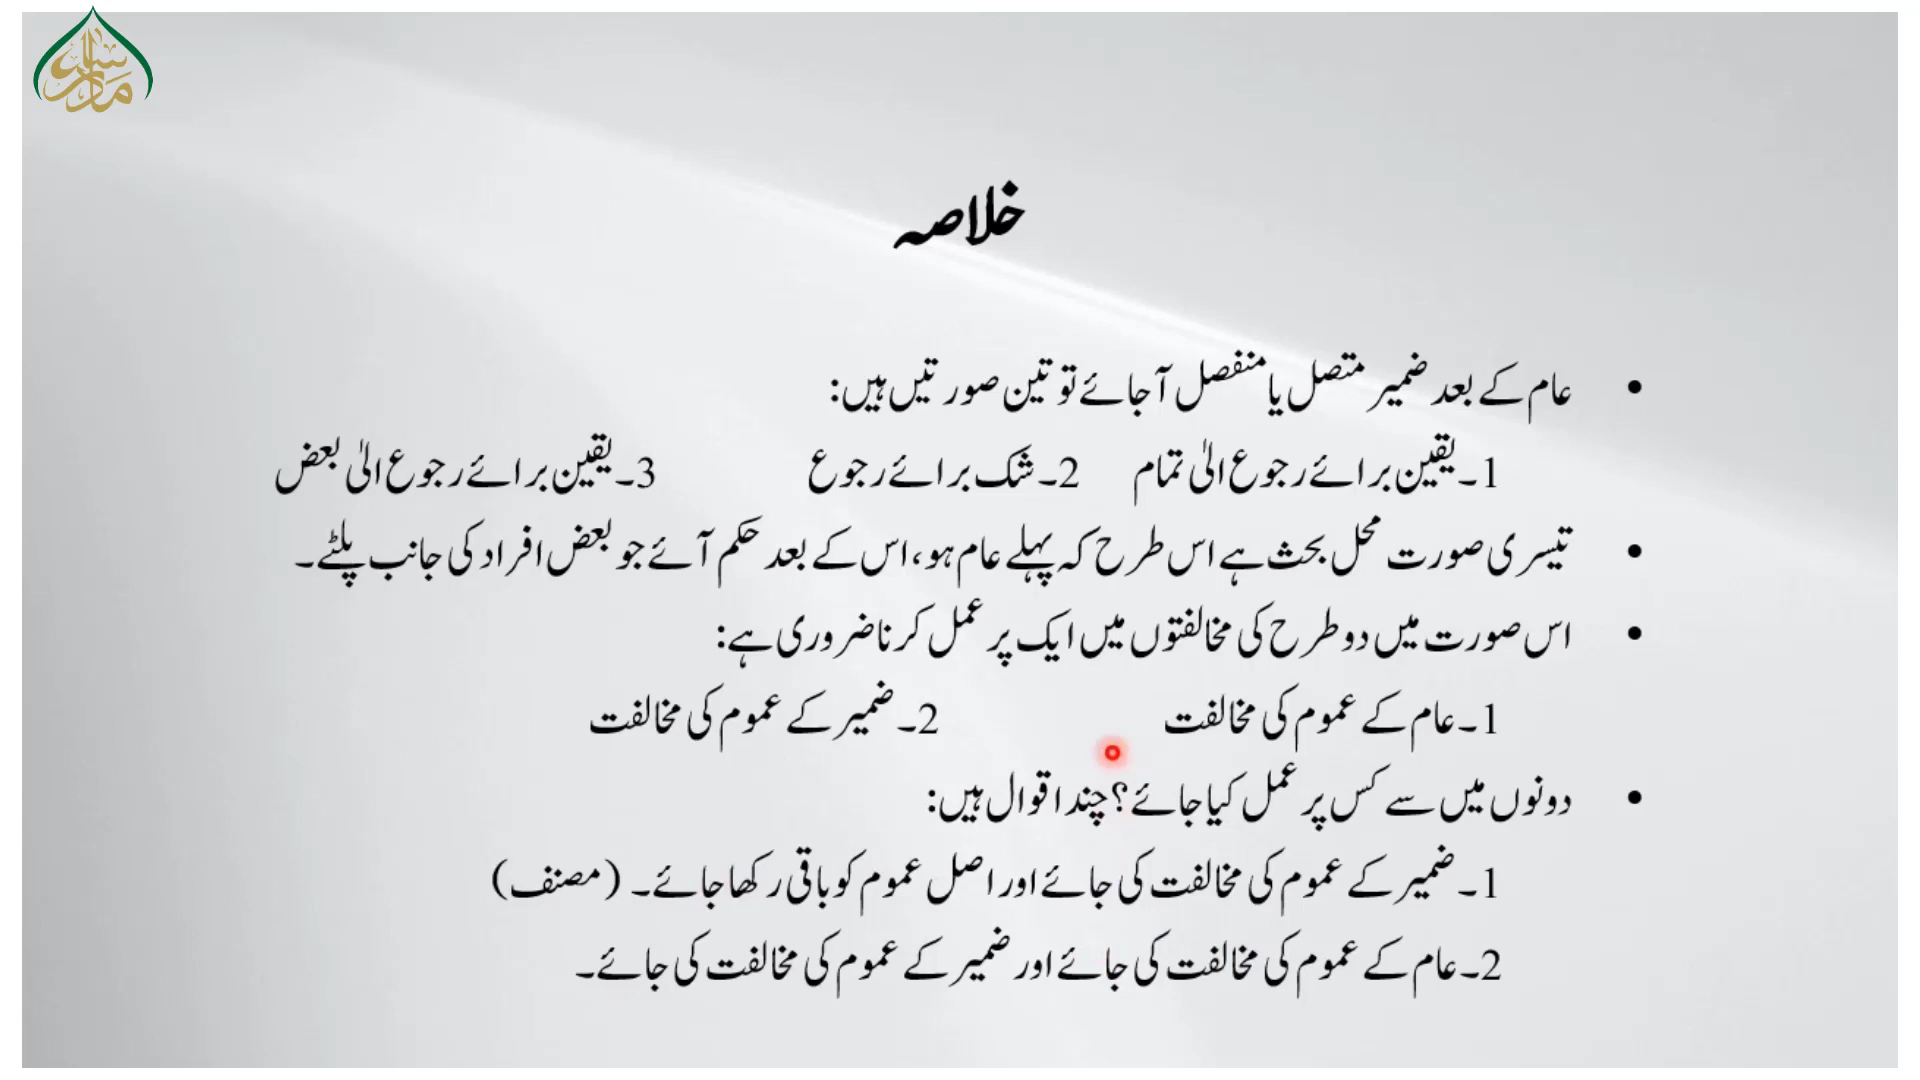 مدرسہ
خلاصہ
• عام کے بعد ضمیر متصل یا منفصل آ جائے تو تین صورتیں ہیں:
1۔ یقین برائے رجوع الیٰ تمام 2۔ شک برائے رجوع 3۔ یقین برائے رجوع الیٰ بعض
• تیسری صورت محل بحث ہے اس طرح کہ پہلے عام ہو، اس کے بعد حکم آئے جو بعض افراد کی جانب پلٹے۔
• اس صورت میں دو طرح کی مخالفتوں میں ایک پر عمل کرنا ضروری ہے:
1۔ عام کے عموم کی مخالفت 2۔ ضمیر کے عموم کی مخالفت
• دونوں میں سے کس پر عمل کیا جائے؟ چند اقوال ہیں:
1۔ ضمیر کے عموم کی مخالفت کی جائے اور اصل عموم کو باقی رکھا جائے۔ (مصنف)
2۔ عام کے عموم کی مخالفت کی جائے اور ضمیر کے عموم کی مخالفت کی جائے۔